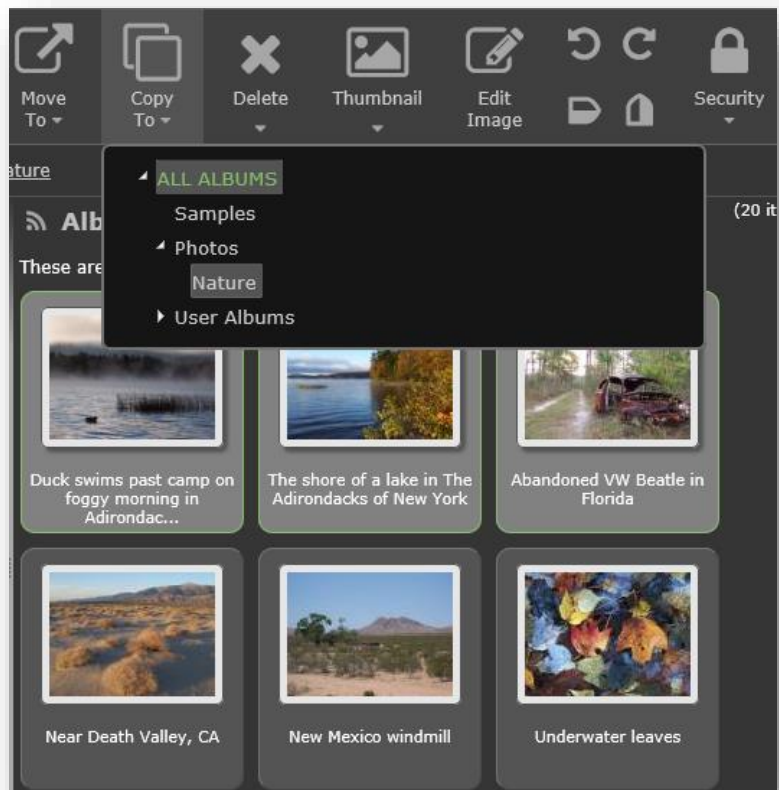 Move
To
Copy
To
Delete
Thumbnail
Edit
Image
Security
ature
ALL ALBUMS
Samples
Photos
Nature
User Albums
Alb
(20 it
These are
Duck swims past camp on
foggy morning in
Adirondac...
The shore of a lake in The
Adirondacks of New York
Abandoned VW Beatle in
Florida
Near Death Valley, CA
New Mexico windmill
Underwater leaves